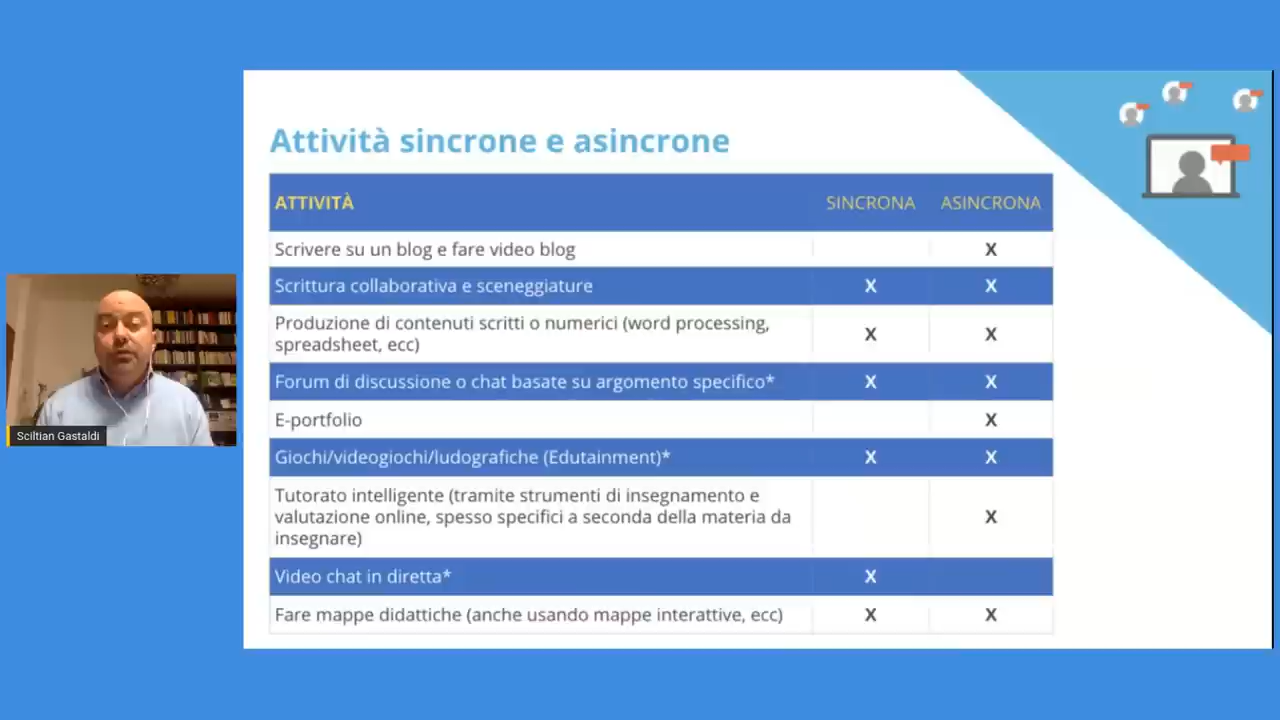 Attività sincrone e asincrone
ATTIVITÀ SINCRONA ASINCRONA
Scrivere su un blog e fare video blog X
Scrittura collaborativa e sceneggiature X X
Produzione di contenuti scritti o numerici (word processing,
spreadsheet, ecc) X X
Forum di discussione o chat basate su argomento specifico* X X
E-portfolio X
Giochi/videogiochi/ludografiche (Edutainment)* X X
Tutorato intelligente (tramite strumenti di insegnamento e
valutazione online, spesso specifici a seconda della materia da X
insegnare)
Video chat in diretta* X
Fare mappe didattiche (anche usando mappe interattive, ecc) X X
Sciltian Gastaldi